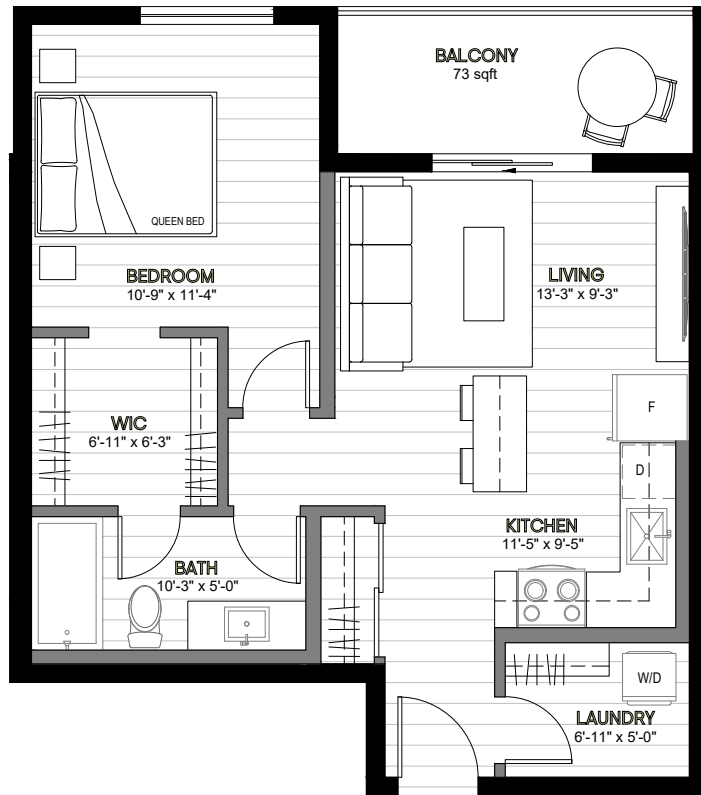 BALCONY
73 sqft
QUEEN BED
BEDROOM
10'-9" x 11'-4"
LIVING
13'-3" x 9'-3"
WIC
6'-11" x 6'-3"
F
D
KITCHEN
11'-5" x 9'-5"
BATH
10'-3" x 5'-0"
W/D
LAUNDRY
6'-11" x 5'-0"